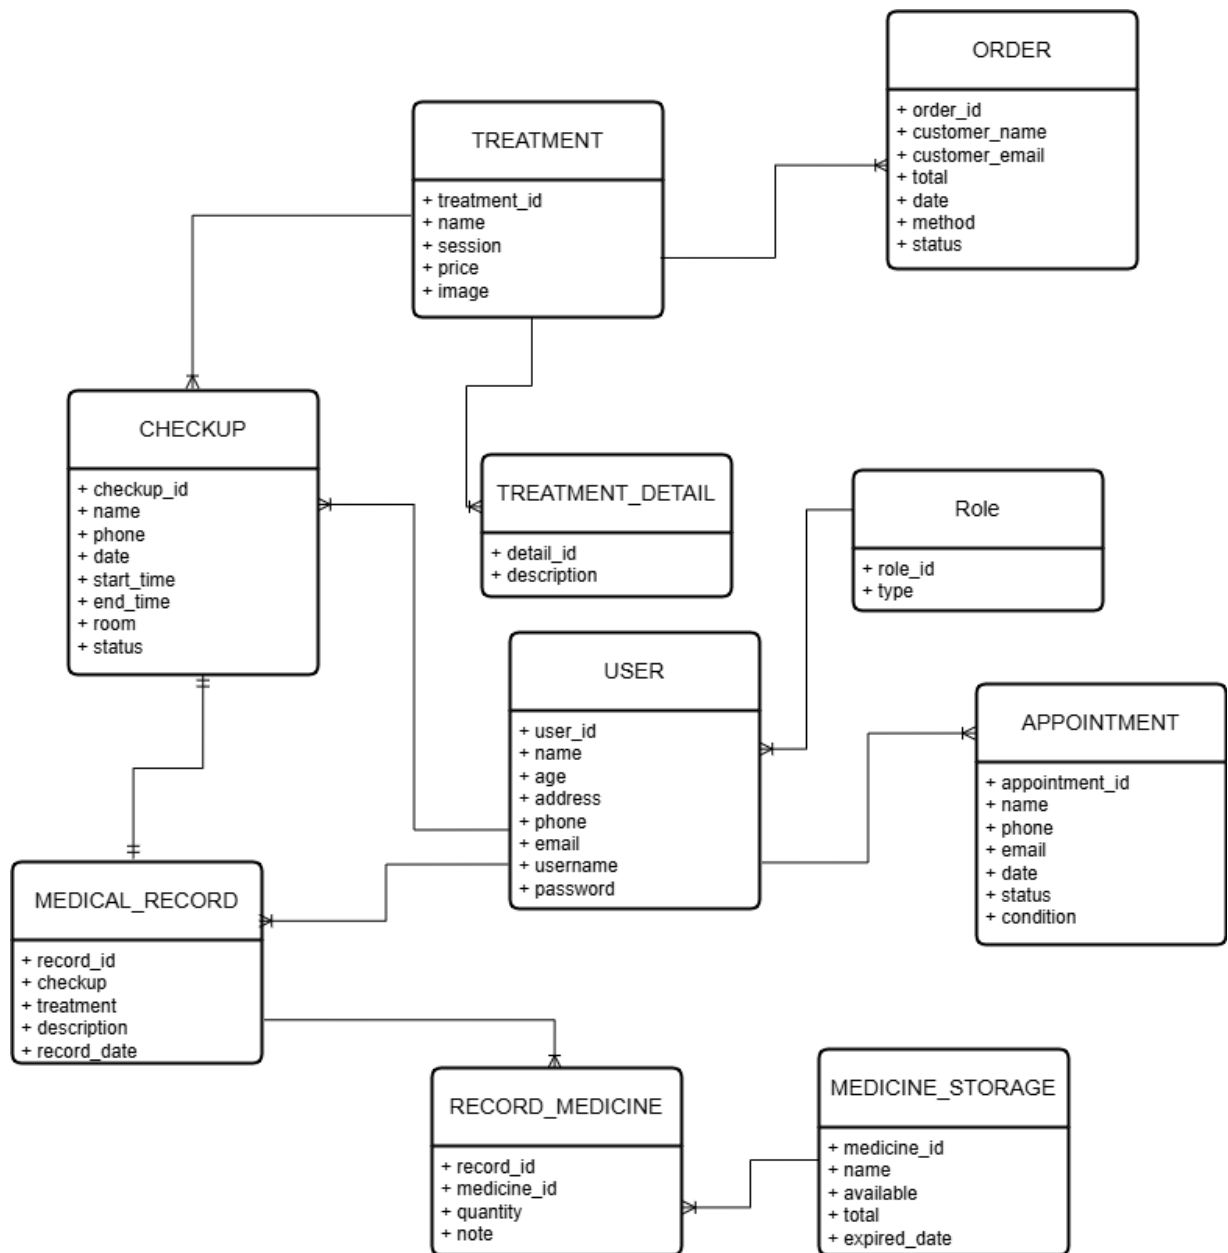 ORDER
+ order_id
+ customer_name
+ customer_email
+ total
+ date
+ method
+ status
TREATMENT
+ treatment_id
+ name
+ session
+ price
+ image
CHECKUP
+ checkup_id
+ name
+ phone
+ date
+ start_time
+ end_time
+ room
+ status
TREATMENT_DETAIL
+ detail_id
+ description
Role
+ role_id
+ type
USER
+ user_id
+ name
+ age
+ address
+ phone
+ email
+ username
+ password
APPOINTMENT
+ appointment_id
+ name
+ phone
+ email
+ date
+ status
+ condition
MEDICAL_RECORD
+ record_id
+ checkup
+ treatment
+ description
+ record_date
RECORD_MEDICINE
+ record_id
+ medicine_id
+ quantity
+ note
MEDICINE_STORAGE
+ medicine_id
+ name
+ available
+ total
+ expired_date